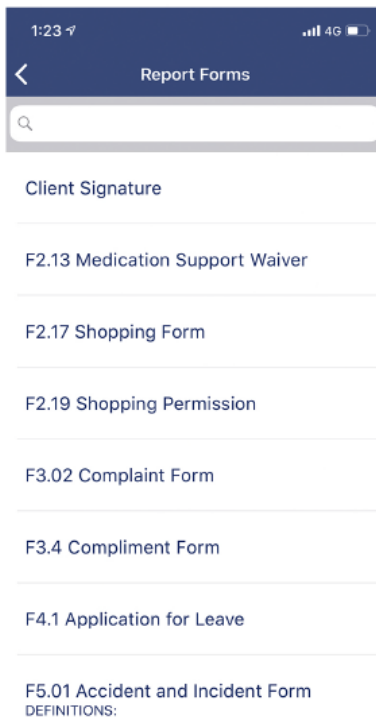 1:23
4G
Report Forms
Client Signature
F2.13 Medication Support Waiver
F2.17 Shopping Form
F2.19 Shopping Permission
F3.02 Complaint Form
F3.4 Compliment Form
F4.1 Application for Leave
F5.01 Accident and Incident Form
DEFINITIONS: